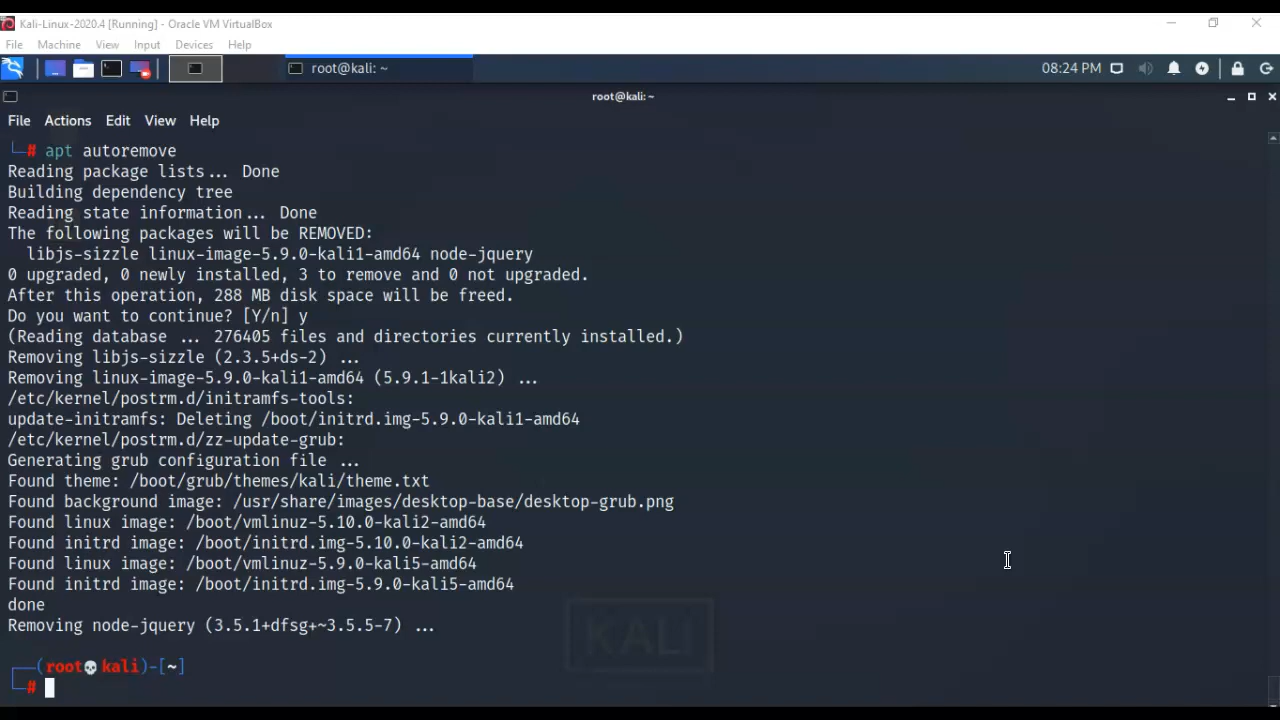 Kali-Linux-2020.4 [Running] - Oracle VM VirtualBox
File Machine View Input Devices Help
root@kali: ~
08:24 PM
root@kali:~
File Actions Edit View Help
└─# apt autoremove
Reading package lists... Done
Building dependency tree
Reading state information... Done
The following packages will be REMOVED:
  libjs-sizzle linux-image-5.9.0-kali1-amd64 node-jquery
0 upgraded, 0 newly installed, 3 to remove and 0 not upgraded.
After this operation, 288 MB disk space will be freed.
Do you want to continue? [Y/n] y
(Reading database ... 276405 files and directories currently installed.)
Removing libjs-sizzle (2.3.5+ds-2) ...
Removing linux-image-5.9.0-kali1-amd64 (5.9.1-1kali2) ...
/etc/kernel/postrm.d/initramfs-tools:
update-initramfs: Deleting /boot/initrd.img-5.9.0-kali1-amd64
/etc/kernel/postrm.d/zz-update-grub:
Generating grub configuration file ...
Found theme: /boot/grub/themes/kali/theme.txt
Found background image: /usr/share/images/desktop-base/desktop-grub.png
Found linux image: /boot/vmlinuz-5.10.0-kali2-amd64
Found initrd image: /boot/initrd.img-5.10.0-kali2-amd64
Found linux image: /boot/vmlinuz-5.9.0-kali5-amd64
Found initrd image: /boot/initrd.img-5.9.0-kali5-amd64
done
Removing node-jquery (3.5.1+dfsg+~3.5.5-7) ...
KALI
┌──(root💀kali)-[~]
└─#